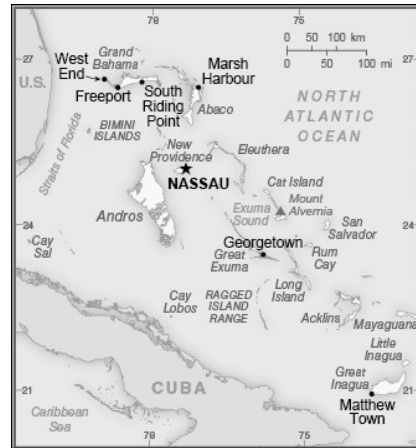 78
75
0 50 100 km
0 50 100 mi
27
27
West
End
Grand
Bahama
Marsh
Harbour
U.S.
Freeport
South
Riding
Point
Abaco
NORTH
ATLANTIC
OCEAN
Straits of Florida
BIMINI
ISLANDS
New
Providence
Eleuthera
NASSAU
Cat Island
Mount
Alvernia
Andros
Exuma
Sound
24
24
San
Salvador
Cay
Sal
Georgetown
Great
Exuma
Rum
Cay
Long
Island
Cay
Lobos
RAGGED
ISLAND
RANGE
Acklins
Mayaguana
Little
Inagua
Great
Inagua
21
21
CUBA
Matthew
Town
Caribbean
Sea
78
75